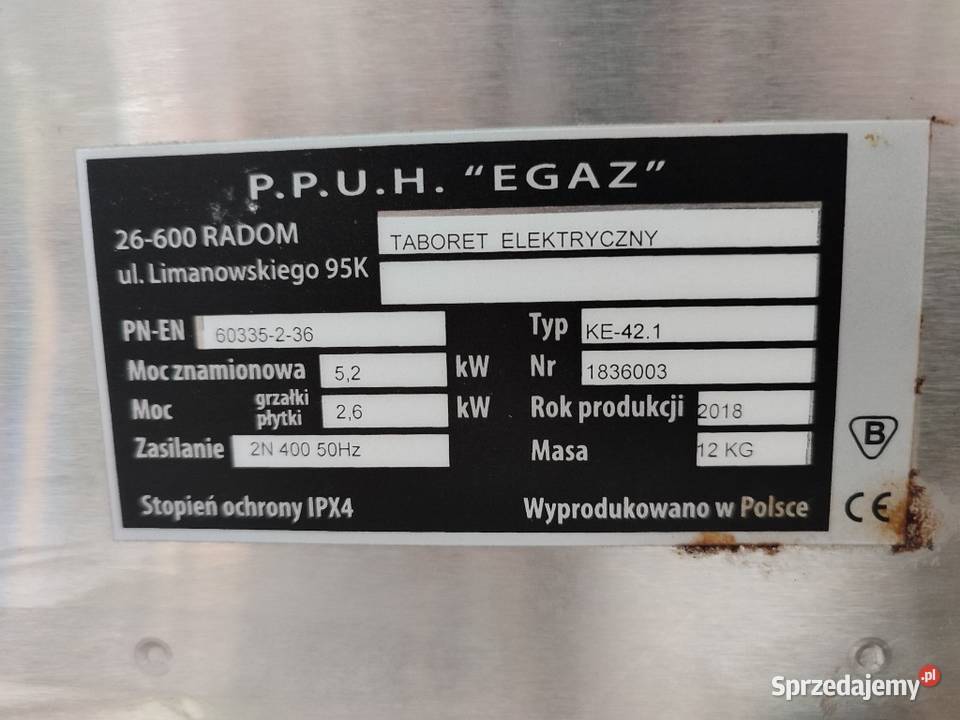 P.P.U.H. "EGAZ"
26-600 RADOM
ul. Limanowskiego 95K
TABORET ELEKTRYCZNY
PN-EN 60335-2-36
Moc znamionowa 5,2 kW
Moc grzałki płytki 2,6 kW
Zasilanie 2N 400 50Hz
Stopień ochrony IPX4
Typ KE-42.1
Nr 1836003
Rok produkcji 2018
Masa 12 KG
Wyprodukowano w Polsce
B
CE
Sprzedajemy.pl